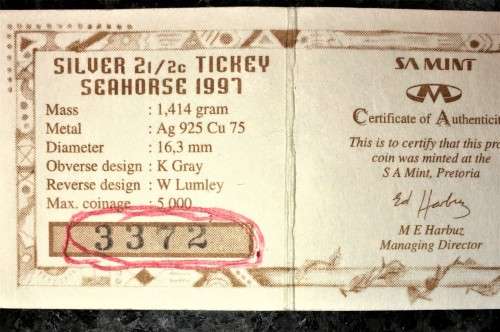 SILVER 21/2c TICKEY
SEAHORSE 1997
Mass : 1,414 gram
Metal : Ag 925 Cu 75
Diameter : 16,3 mm
Obverse design : K Gray
Reverse design : W Lumley
Max. coinage : 5,000
3372
SA MINT
Certificate of Authenticit
This is to certify that this pro
coin was minted at the
S A Mint, Pretoria
Ed Harbuz
M E Harbuz
Managing Director